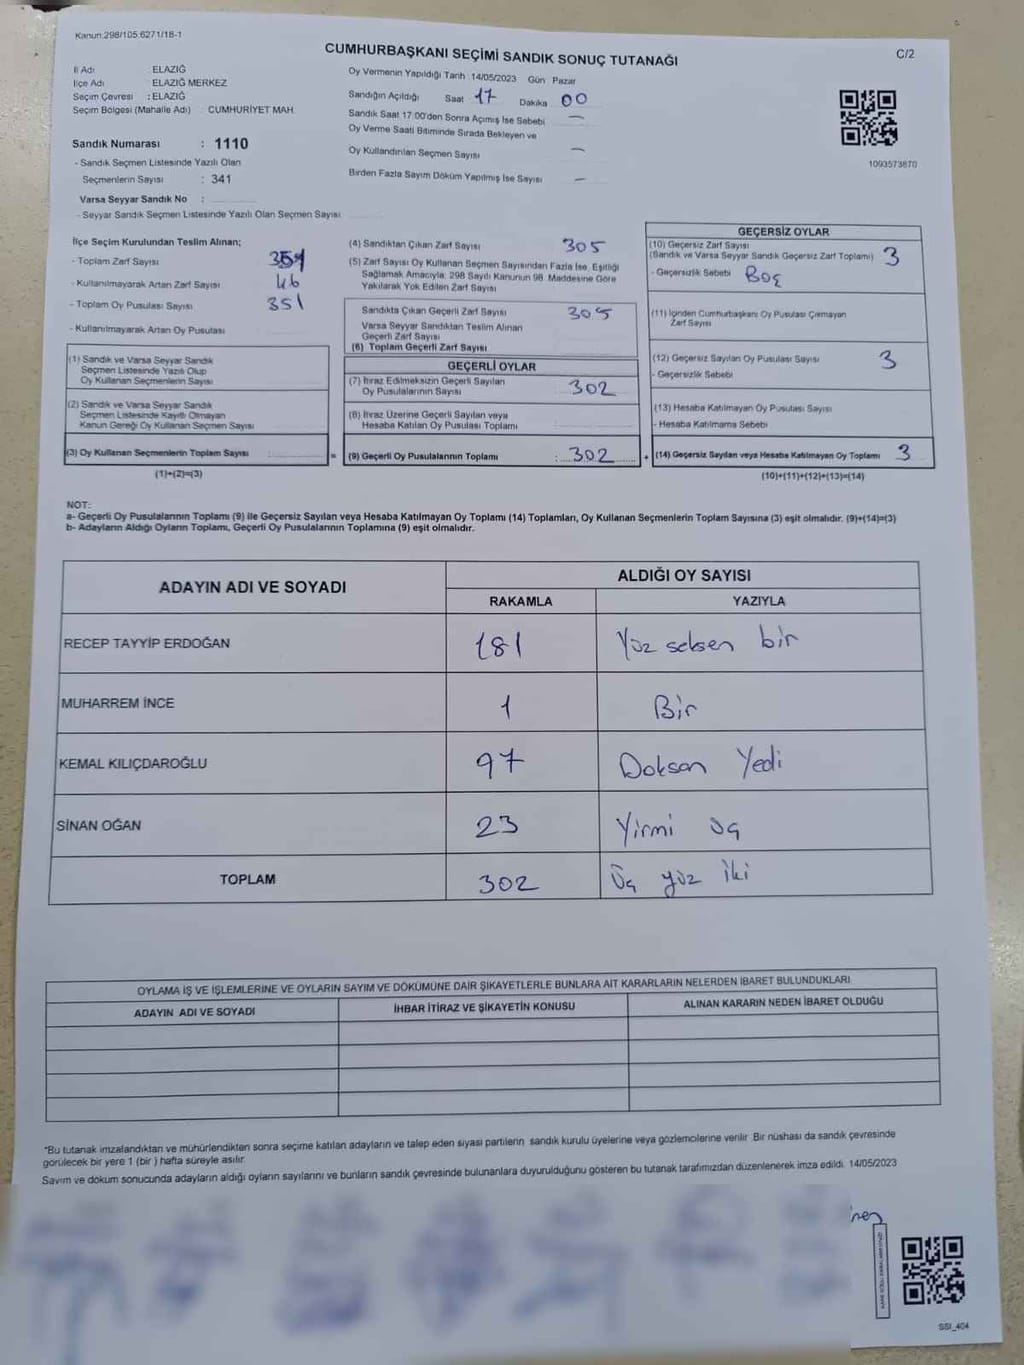 Kanun:298/105.6271/18-1
CUMHURBAŞKANI SEÇİMİ SANDIK SONUÇ TUTANAĞI
C/2
İl Adı : ELAZIĞ
İlçe Adı : ELAZIĞ MERKEZ
Seçim Çevresi : ELAZIĞ
Seçim Bölgesi (Mahalle Adı) : CUMHURİYET MAH.
Sandık Numarası : 1110
- Sandık Seçmen Listesinde Yazılı Olan
Seçmenlerin Sayısı : 341
Varsa Seyyar Sandık No :
- Seyyar Sandık Seçmen Listesinde Yazılı Olan Seçmen Sayısı
Oy Vermenin Yapıldığı Tarih 14/05/2023 Gün Pazar
Sandığın Açıldığı Saat 17 Dakika 00
Sandık Saat 17.00'den Sonra Açımış İse Sebebi —
Oy Verme Saati Bitiminde Sırada Bekleyen ve
Oy Kullandırılan Seçmen Sayısı —
Birden Fazla Sayım Döküm Yapılmış İse Sayısı —
1093573870
İlçe Seçim Kurulundan Teslim Alınan;
- Toplam Zarf Sayısı
- Kullanılmayarak Artan Zarf Sayısı 46
- Toplam Oy Pusulası Sayısı 351
- Kullanılmayarak Artan Oy Pusulası
(1) Sandık ve Varsa Seyyar Sandık
Seçmen Listesinde Yazılı Olup
Oy Kullanan Seçmenlerin Sayısı
(2) Sandık ve Varsa Seyyar Sandık
Seçmen Listesinde Kayıtlı Olmayan
Kanun Gereği Oy Kullanan Seçmen Sayısı
(3) Oy Kullanan Seçmenlerin Toplam Sayısı :
(1)+(2)=(3)
(4) Sandıktan Çıkan Zarf Sayısı 305
(5) Zarf Sayısı Oy Kullanan Seçmen Sayısından Fazla İse, Eşitliği
Sağlamak Amacıyla, 298 Sayılı Kanunun 98. Maddesine Göre
Yakılarak Yok Edilen Zarf Sayısı
Sandıkta Çıkan Geçerli Zarf Sayısı 305
Varsa Seyyar Sandıktan Teslim Alınan
Geçerli Zarf Sayısı
(6) Toplam Geçerli Zarf Sayısı
GEÇERLİ OYLAR
(7) İtiraz Edilmeksizin Geçerli Sayılan
Oy Pusulalarının Sayısı 302
(8) İtiraz Üzerine Geçerli Sayılan veya
Hesaba Katılan Oy Pusulası Toplamı
= (9) Geçerli Oy Pusulalarının Toplamı : 302
GEÇERSİZ OYLAR
(10) Geçersiz Zarf Sayısı
(Sandık ve Varsa Seyyar Sandık Geçersiz Zarf Toplamı) 3
- Geçersizlik Sebebi Boş
(11) İçinden Cumhurbaşkanı Oy Pusulası Çıkmayan
Zarf Sayısı
(12) Geçersiz Sayılan Oy Pusulası Sayısı 3
- Geçersizlik Sebebi
(13) Hesaba Katılmayan Oy Pusulası Sayısı
- Hesaba Katılmama Sebebi
+ (14) Geçersiz Sayılan veya Hesaba Katılmayan Oy Toplamı 3
(10)+(11)+(12)+(13)=(14)
NOT:
a- Geçerli Oy Pusulalarının Toplamı (9) ile Geçersiz Sayılan veya Hesaba Katılmayan Oy Toplamı (14) Toplamları, Oy Kullanan Seçmenlerin Toplam Sayısına (3) eşit olmalıdır. (9)+(14)=(3)
b- Adayların Aldığı Oyların Toplamı, Geçerli Oy Pusulalarının Toplamına (9) eşit olmalıdır.
ADAYIN ADI VE SOYADI
ALDIĞI OY SAYISI
RAKAMLA YAZIYLA
RECEP TAYYİP ERDOĞAN 181 Yüz seksen bir
MUHARREM İNCE 1 Bir
KEMAL KILIÇDAROĞLU 97 Doksan Yedi
SİNAN OĞAN 23 Yirmi üç
TOPLAM 302 Üç yüz iki
OYLAMA İŞ VE İŞLEMLERİNE VE OYLARIN SAYIM VE DÖKÜMÜNE DAİR ŞİKAYETLERLE BUNLARA AİT KARARLARIN NELERDEN İBARET BULUNDUKLARI
ADAYIN ADI VE SOYADI İHBAR İTİRAZ VE ŞİKAYETİN KONUSU ALINAN KARARIN NEDEN İBARET OLDUĞU
*Bu tutanak imzalandıktan ve mühürlendikten sonra seçime katılan adayların ve talep eden siyasi partilerin sandık kurulu üyelerine veya gözlemcilerine verilir. Bir nüshası da sandık çevresinde
görülecek bir yere 1 (bir ) hafta süreyle asılır.
Sayım ve döküm sonucunda adayların aldığı oyların sayılarını ve bunların sandık çevresinde bulunanlara duyurulduğunu gösteren bu tutanak tarafımızdan düzenlenerek imza edildi. 14/05/2023
SSI_404